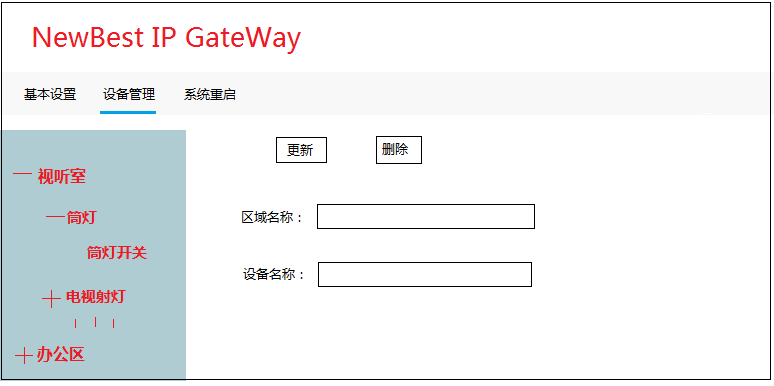 NewBest IP GateWay
基本设置 设备管理 系统重启
更新 删除
视听室
筒灯
筒灯开关
电视射灯
办公区
区域名称：
设备名称：